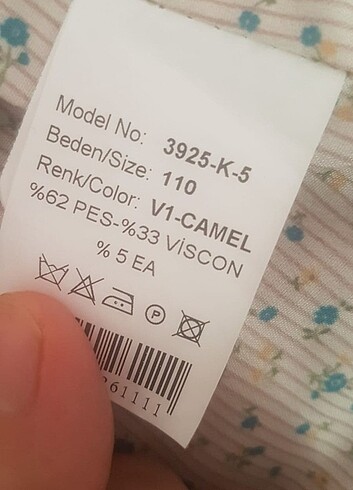 Model No: 3925-K-5
Beden/Size: 110
Renk/Color: V1-CAMEL
%62 PES-%33 VİSCON
% 5 EA
P
61111